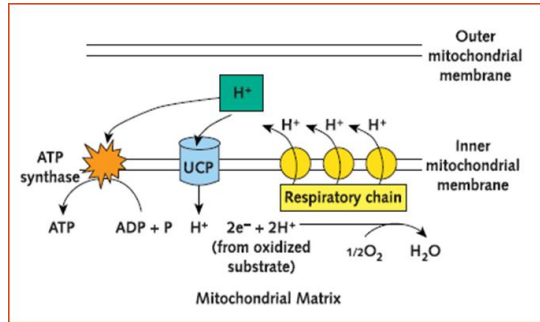 Outer
mitochondrial
membrane
H⁺
H⁺ H⁺ H⁺
ATP
synthase
UCP
Inner
mitochondrial
membrane
Respiratory chain
ATP ADP + P H⁺ 2e⁻ + 2H⁺
(from oxidized
substrate)
1/2O₂ H₂O
Mitochondrial Matrix